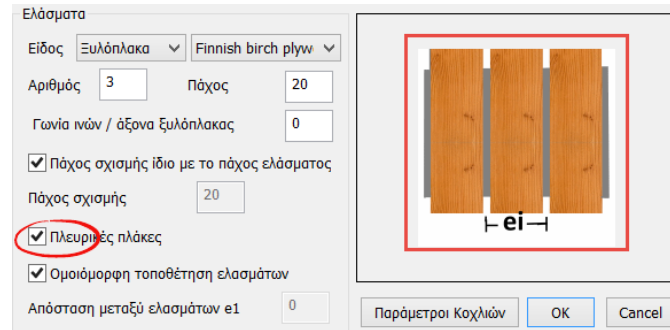 Ελάσματα
Είδος Ξυλόπλακα Finnish birch plyw
Αριθμός 3 Πάχος 20
Γωνία ινών / άξονα ξυλόπλακας 0
Πάχος σχισμής ίδιο με το πάχος ελάσματος
Πάχος σχισμής 20
Πλευρικές πλάκες
Ομοιόμορφη τοποθέτηση ελασμάτων
Απόσταση μεταξύ ελασμάτων e1 0
ei
Παράμετροι Κοχλιών OK Cancel